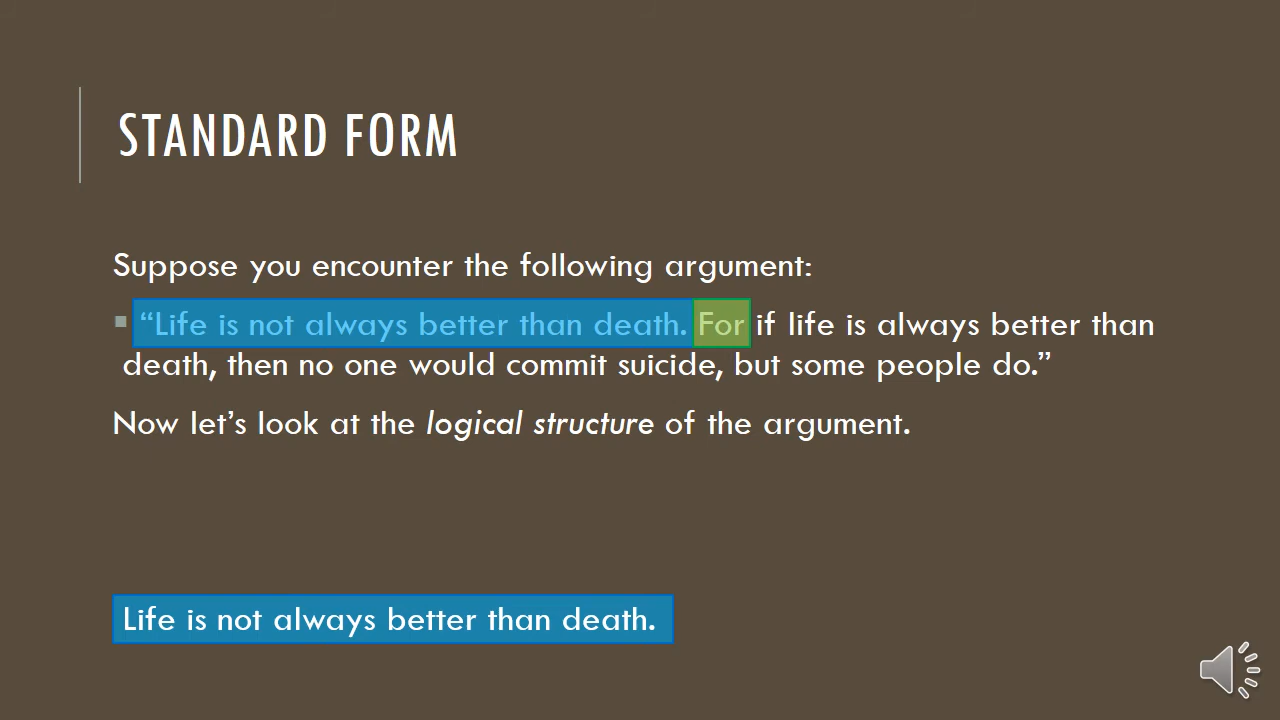 STANDARD FORM
Suppose you encounter the following argument:
▪ “Life is not always better than death. For if life is always better than
death, then no one would commit suicide, but some people do.”
Now let’s look at the logical structure of the argument.
Life is not always better than death.